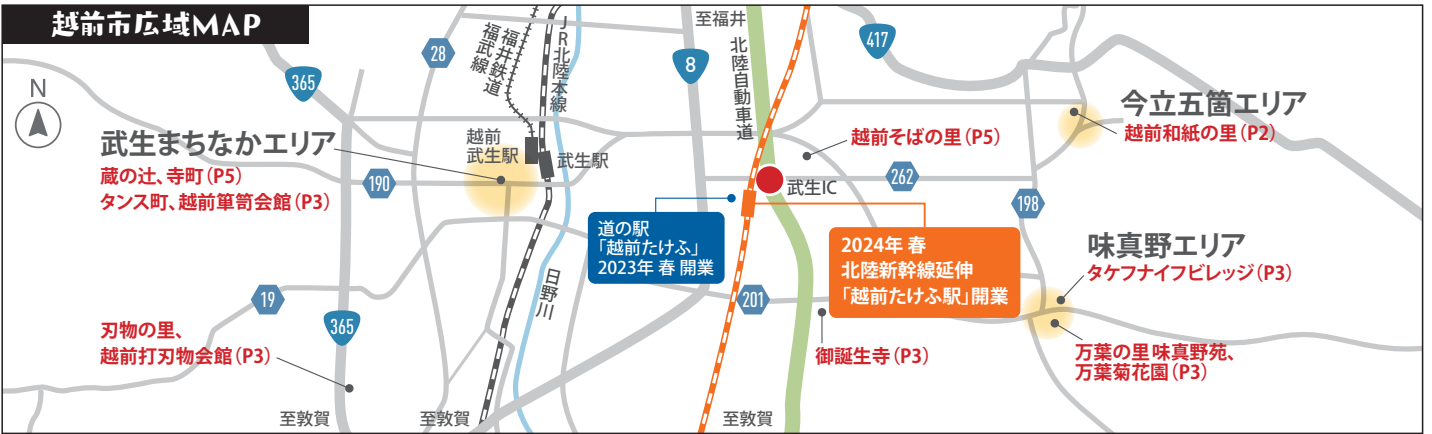 越前市広域MAP
N
365
28
福井鉄道
福武線
JR北陸本線
至福井
8
北陸自動車道
417
武生まちなかエリア
蔵の辻、寺町（P5）
タンス町、越前箪笥会館（P3）
越前
武生駅
武生駅
190
越前そばの里（P5）
今立五箇エリア
越前和紙の里（P2）
武生IC
262
198
道の駅
「越前たけふ」
2023年 春 開業
2024年 春
北陸新幹線延伸
「越前たけふ駅」開業
味真野エリア
タケフナイフビレッジ（P3）
19
365
日野川
201
刃物の里、
越前打刃物会館（P3）
御誕生寺（P3）
万葉の里 味真野苑、
万葉菊花園（P3）
至敦賀
至敦賀
至敦賀